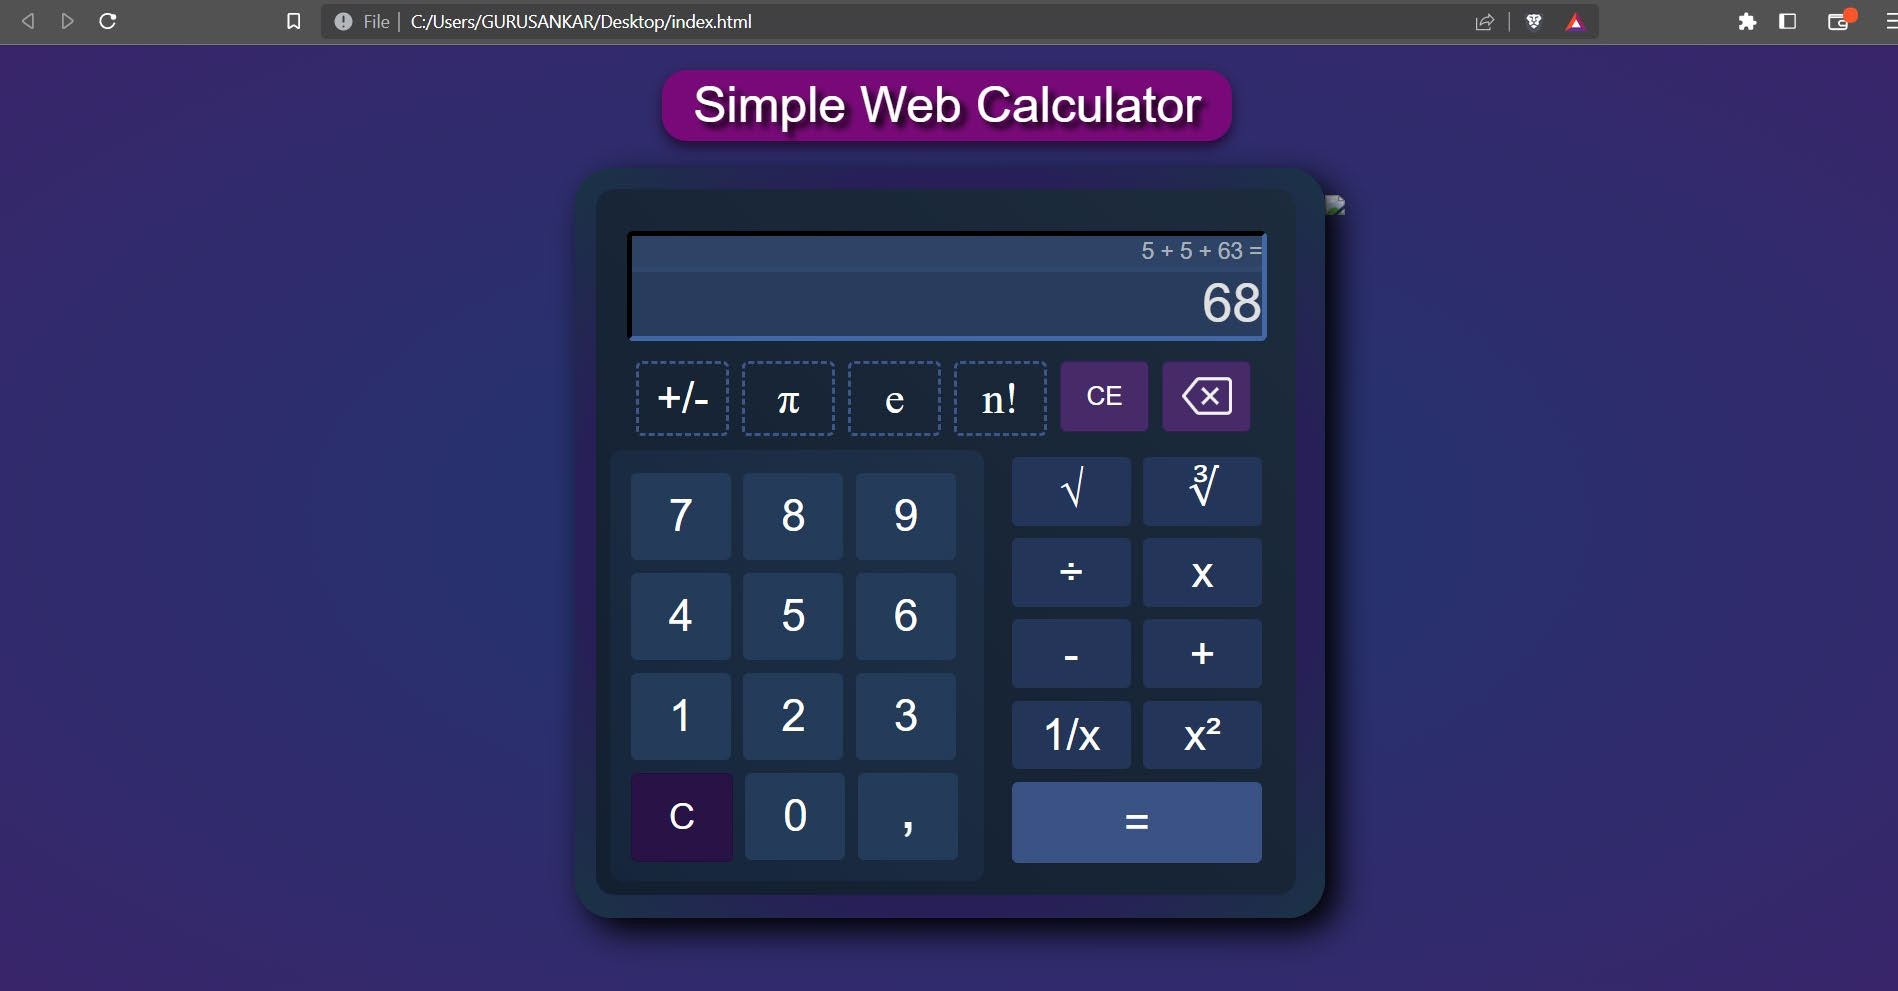 File | C:/Users/GURUSANKAR/Desktop/index.html
Simple Web Calculator
5 + 5 + 63 =
68
+/- π e n! CE
7 8 9 √ ∛
4 5 6 ÷ x
1 2 3 - +
C 0 , 1/x x²
=